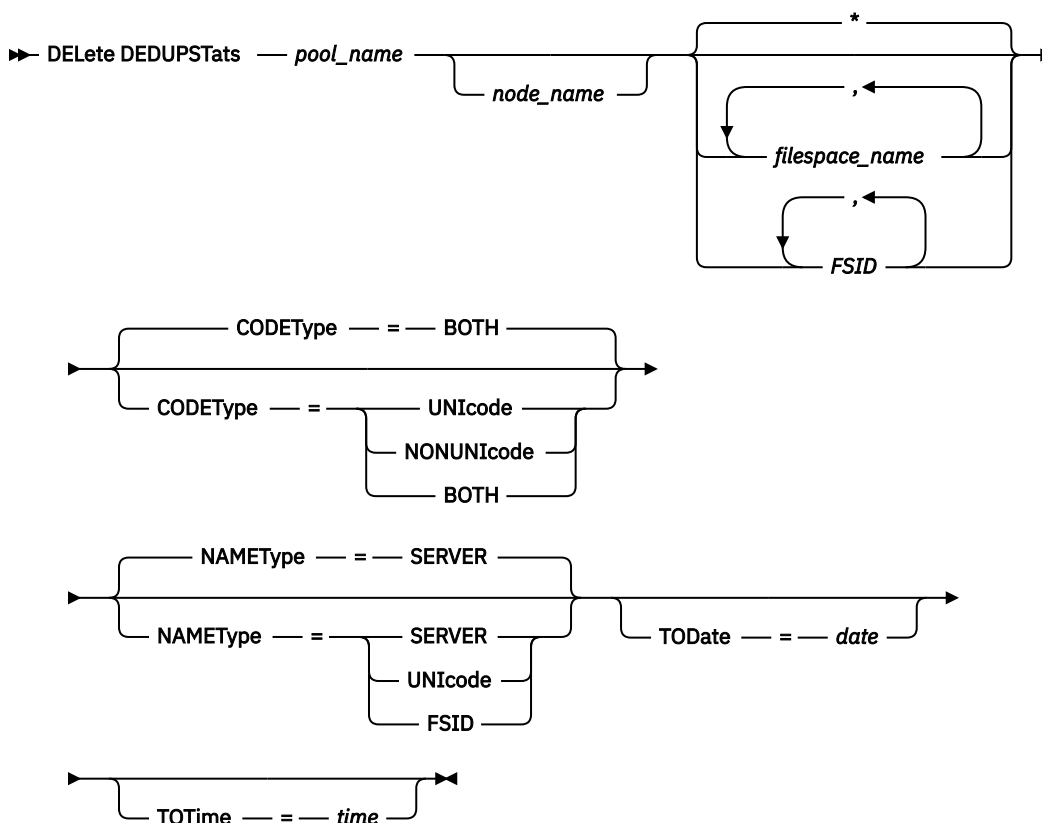 *
DELete DEDUPSTats pool_name
node_name
,
filespace_name
,
FSID
CODEType = BOTH
CODEType = UNIcode
NONUNIcode
BOTH
NAMEType = SERVER
NAMEType = SERVER
UNIcode
FSID
TODate = date
TOTime = time